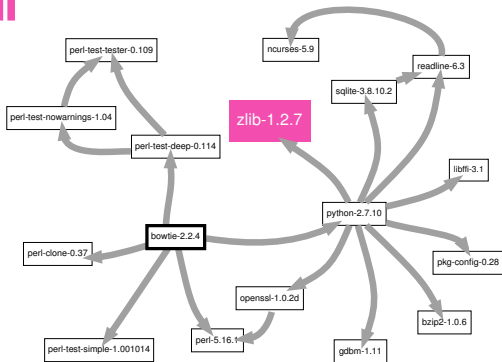 perl-test-tester-0.109
ncurses-5.9
readline-6.3
sqlite-3.8.10.2
perl-test-nowarnings-1.04
zlib-1.2.7
perl-test-deep-0.114
libffi-3.1
python-2.7.10
bowtie-2.2.4
perl-clone-0.37
pkg-config-0.28
openssl-1.0.2d
bzip2-1.0.6
perl-5.16.1
perl-test-simple-1.001014
gdbm-1.11